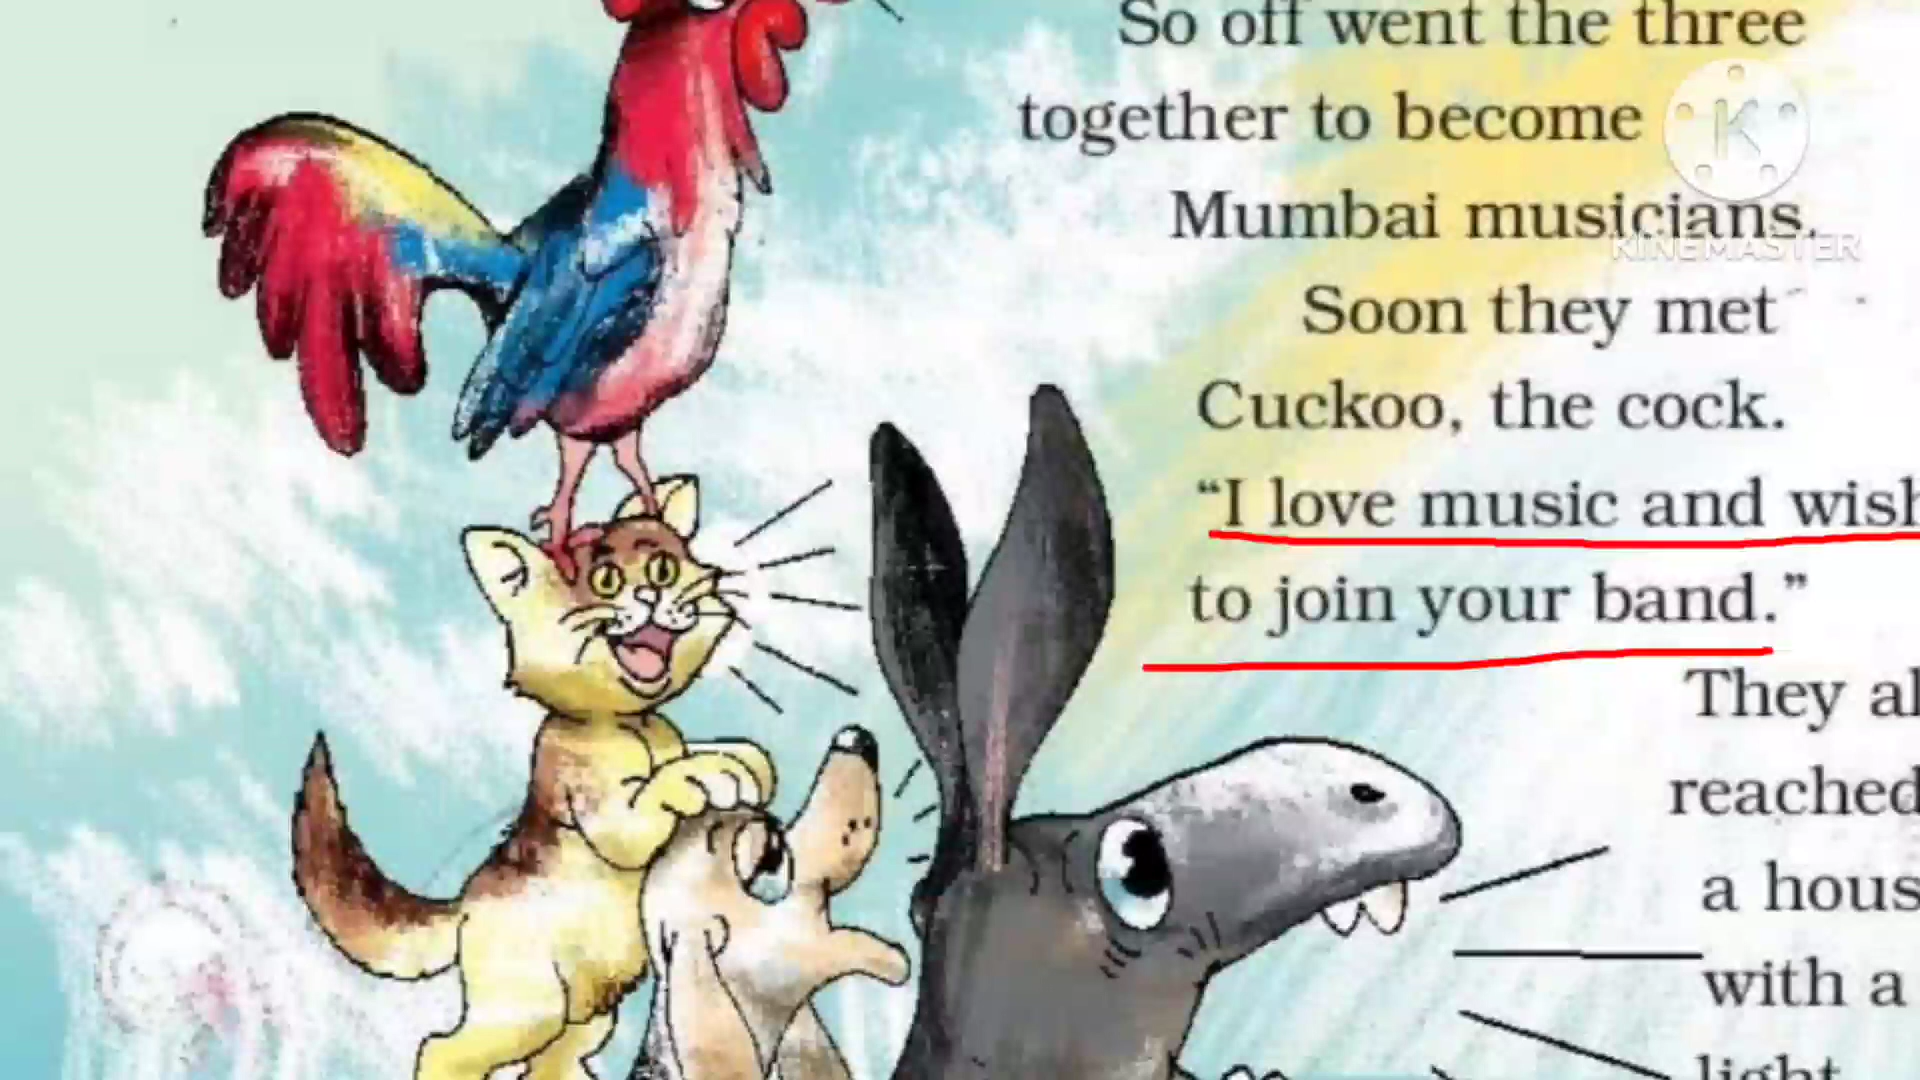 So off went the three
together to become
Mumbai musicians.
KINEMASTER
Soon they met
Cuckoo, the cock.
“I love music and wish
to join your band.”
They al
reached
a hous
with a
light